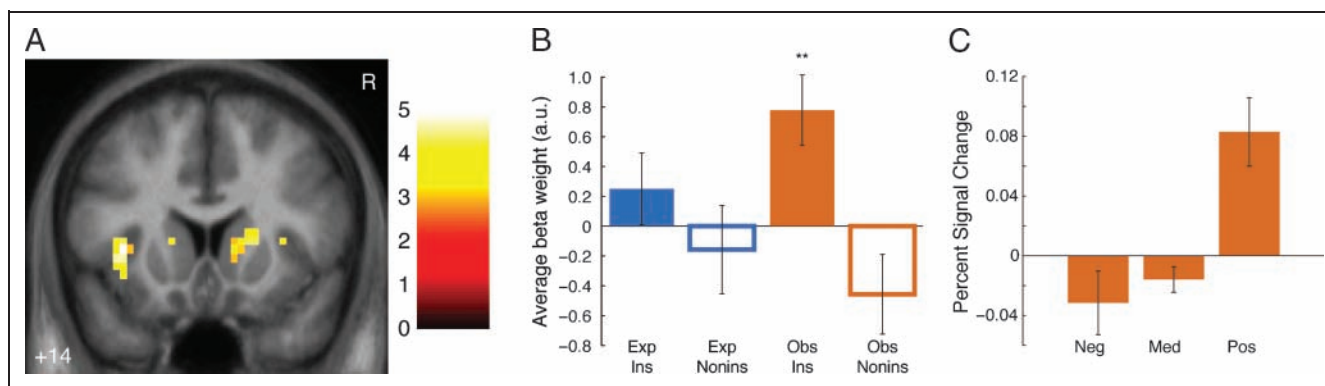 A
R
+14
5
4
3
2
1
0
B
**
Average beta weight (a.u.)
1.0
0.8
0.6
0.4
0.2
0
−0.2
−0.4
−0.6
−0.8
Exp
Ins
Exp
Nonins
Obs
Ins
Obs
Nonins
C
Percent Signal Change
0.12
0.08
0.04
0
−0.04
Neg
Med
Pos